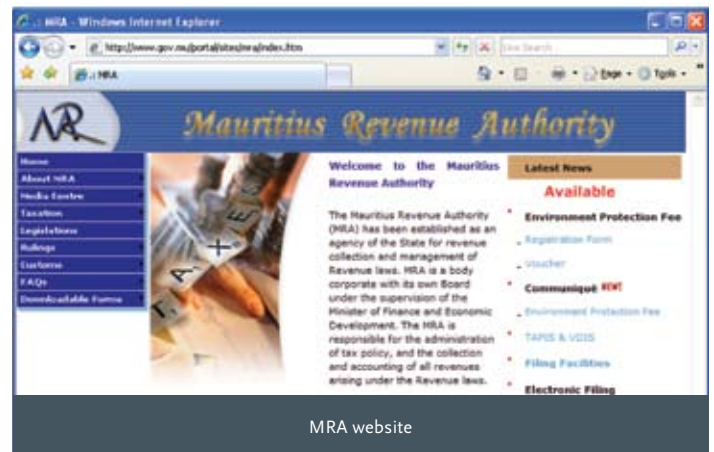 .: MRA - Windows Internet Explorer
http://www.gov.mu/portal/sites/mra/index.htm
Live Search
.: MRA
Page
Tools
MRA
Mauritius Revenue Authority
Home
About MRA
Media Centre
Taxation
Legislations
Rulings
Customs
FAQs
Downloadable Forms
TAXES
Welcome to the Mauritius
Revenue Authority
The Mauritius Revenue Authority
(MRA) has been established as an
agency of the State for revenue
collection and management of
Revenue laws. MRA is a body
corporate with its own Board
under the supervision of the
Minister of Finance and Economic
Development. The MRA is
responsible for the administration
of tax policy, and the collection
and accounting of all revenues
arising under the Revenue laws.
Latest News
Available
Environment Protection Fee
Registration Form
Voucher
Communiqué NEW!
Environment Protection Fee
TAPIS & VDIS
Filing Facilities
Electronic Filing
MRA website